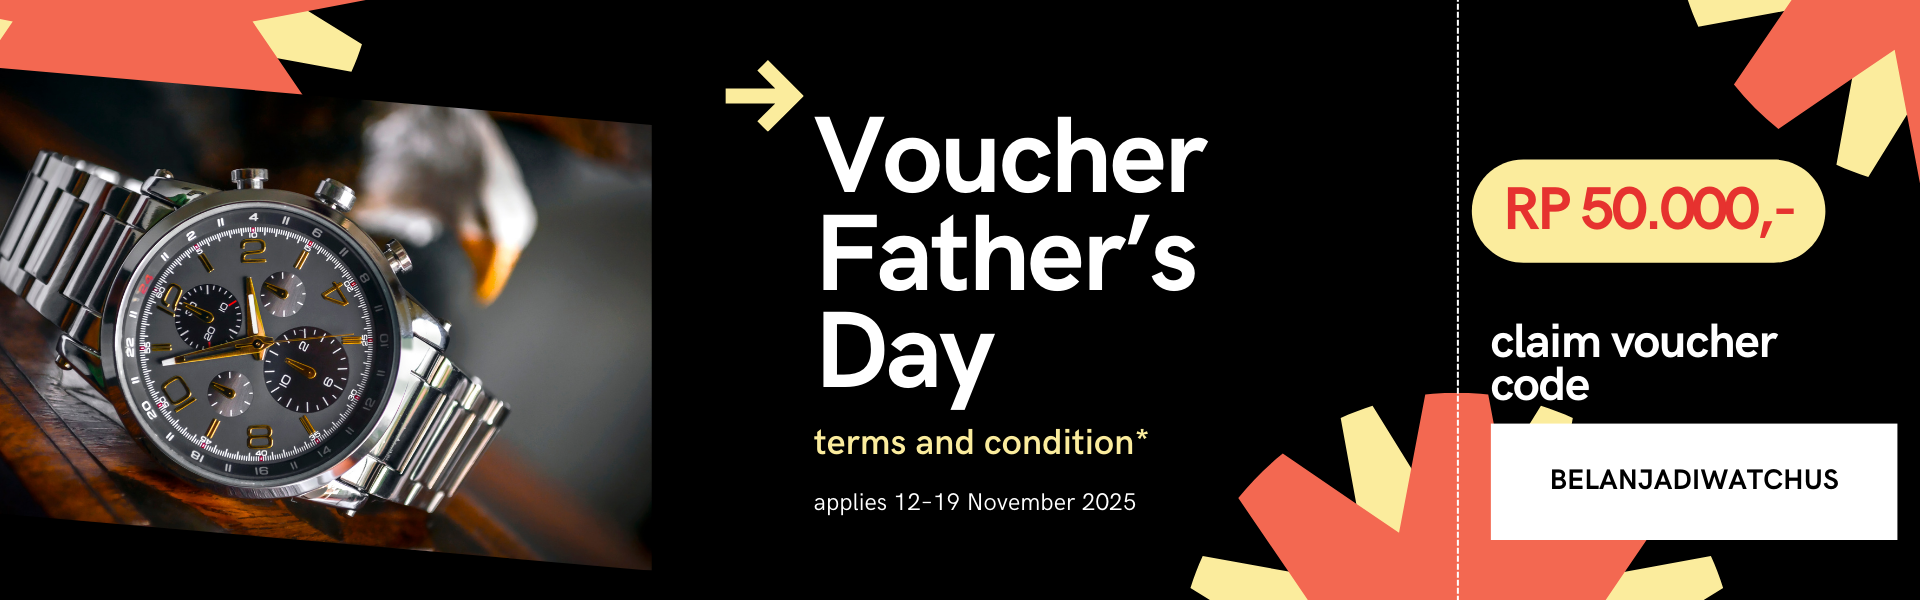 Voucher
Father’s
Day
terms and condition*
applies 12-19 November 2025
RP 50.000,-
claim voucher
code
BELANJADIWATCHUS